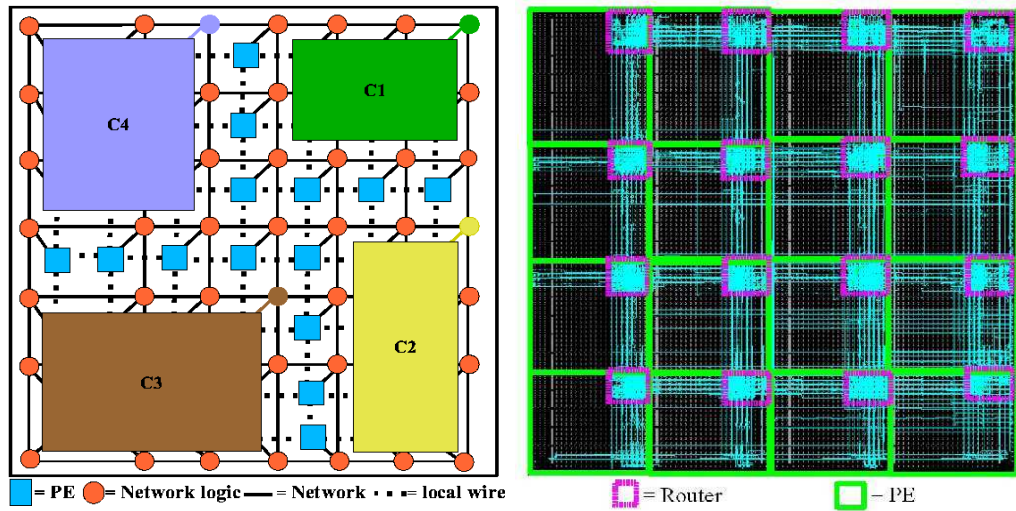 C4
C1
C2
C3
= PE = Network logic = Network = local wire
= Router = PE